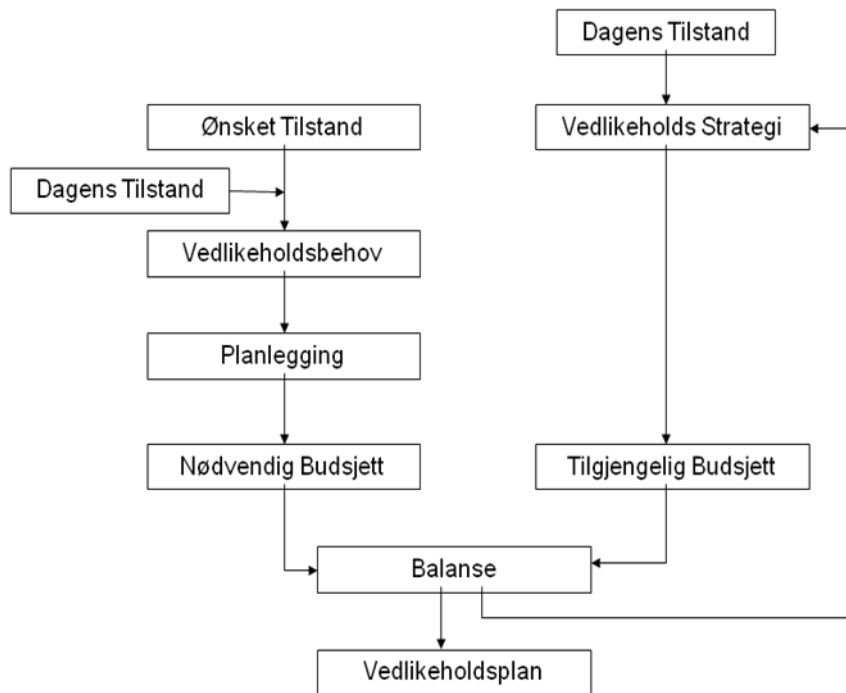 Dagens Tilstand
Ønsket Tilstand
Vedlikeholds Strategi
Dagens Tilstand
Vedlikeholdsbehov
Planlegging
Nødvendig Budsjett
Tilgjengelig Budsjett
Balanse
Vedlikeholdsplan